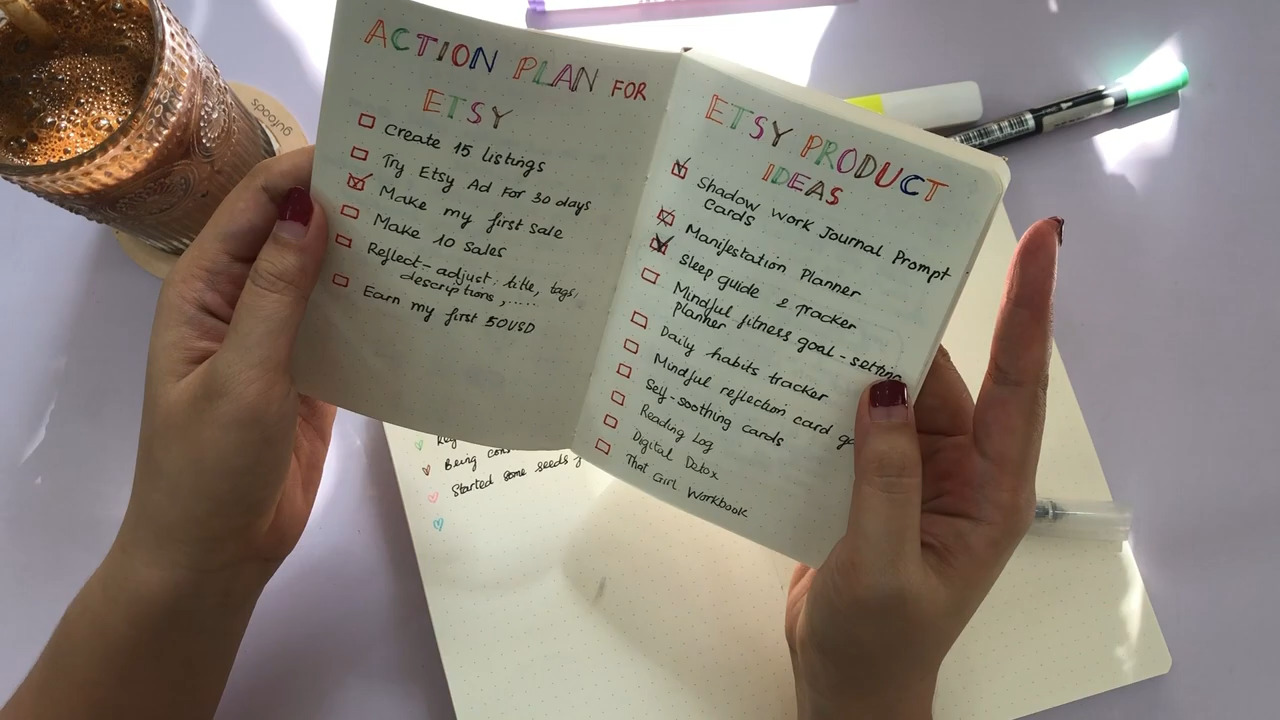 ACTION PLAN FOR
ETSY
Create 15 listings
Try Etsy Ad For 30 days
Make my first sale
Make 10 sales
Reflect - adjust: title, tags,
descriptions , .....
Earn my first 50USD
ETSY PRODUCT
IDEAS
Shadow Work Journal Prompt
Cards
Manifestation Planner
Sleep guide & tracker
Mindful fitness goal - setting
planner
Daily habits tracker
Mindful reflection card
Self-soothing cards
Reading Log
Digital Detox
That Girl Workbook
Being
Started some seeds
gufoods